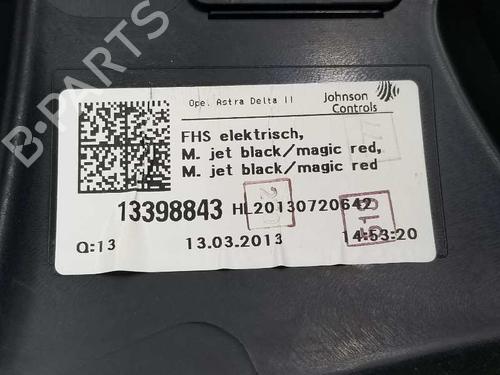 B-PARTS
Ope. Astra Delta II
Johnson
Controls
FHS elektrisch,
M. jet black/magic red,
M. jet black/magic red
13398843 HL20130720642
Q:13
13.03.2013
14:53:20